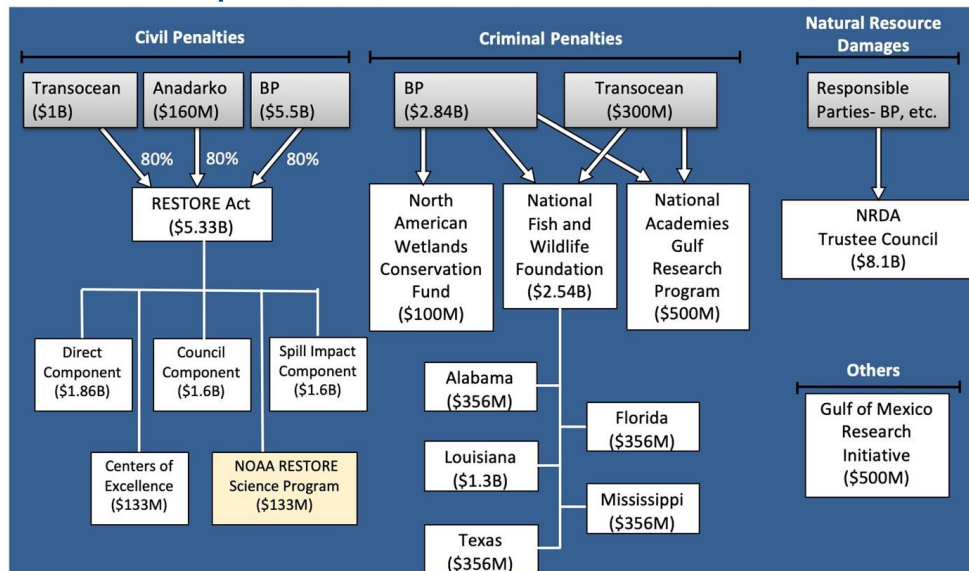 Civil Penalties
Transocean
($1B)
Anadarko
($160M)
BP
($5.5B)
80%
80%
80%
RESTORE Act
($5.33B)
Direct
Component
($1.86B)
Council
Component
($1.6B)
Spill Impact
Component
($1.6B)
Centers of
Excellence
($133M)
NOAA RESTORE
Science Program
($133M)
Criminal Penalties
BP
($2.84B)
Transocean
($300M)
North
American
Wetlands
Conservation
Fund
($100M)
National
Fish and
Wildlife
Foundation
($2.54B)
National
Academies
Gulf
Research
Program
($500M)
Alabama
($356M)
Florida
($356M)
Louisiana
($1.3B)
Mississippi
($356M)
Texas
($356M)
Natural Resource
Damages
Responsible
Parties- BP, etc.
NRDA
Trustee Council
($8.1B)
Others
Gulf of Mexico
Research
Initiative
($500M)